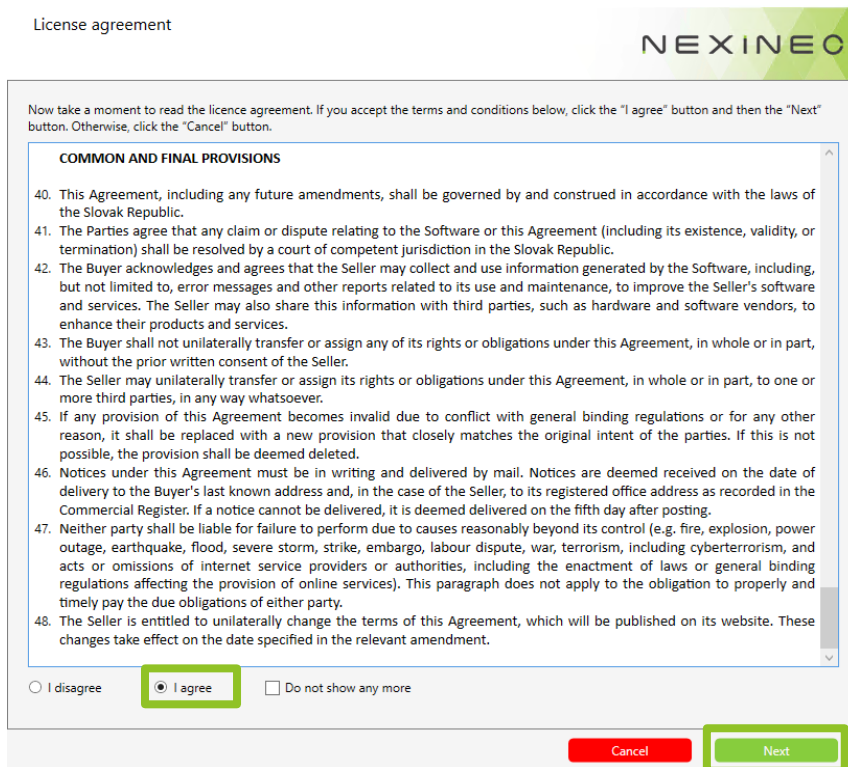 License agreement
NEXINEO
Now take a moment to read the licence agreement. If you accept the terms and conditions below, click the "I agree" button and then the "Next"
button. Otherwise, click the "Cancel" button.
COMMON AND FINAL PROVISIONS
40. This Agreement, including any future amendments, shall be governed by and construed in accordance with the laws of
the Slovak Republic.
41. The Parties agree that any claim or dispute relating to the Software or this Agreement (including its existence, validity, or
termination) shall be resolved by a court of competent jurisdiction in the Slovak Republic.
42. The Buyer acknowledges and agrees that the Seller may collect and use information generated by the Software, including,
but not limited to, error messages and other reports related to its use and maintenance, to improve the Seller's software
and services. The Seller may also share this information with third parties, such as hardware and software vendors, to
enhance their products and services.
43. The Buyer shall not unilaterally transfer or assign any of its rights or obligations under this Agreement, in whole or in part,
without the prior written consent of the Seller.
44. The Seller may unilaterally transfer or assign its rights or obligations under this Agreement, in whole or in part, to one or
more third parties, in any way whatsoever.
45. If any provision of this Agreement becomes invalid due to conflict with general binding regulations or for any other
reason, it shall be replaced with a new provision that closely matches the original intent of the parties. If this is not
possible, the provision shall be deemed deleted.
46. Notices under this Agreement must be in writing and delivered by mail. Notices are deemed received on the date of
delivery to the Buyer's last known address and, in the case of the Seller, to its registered office address as recorded in the
Commercial Register. If a notice cannot be delivered, it is deemed delivered on the fifth day after posting.
47. Neither party shall be liable for failure to perform due to causes reasonably beyond its control (e.g. fire, explosion, power
outage, earthquake, flood, severe storm, strike, embargo, labour dispute, war, terrorism, including cyberterrorism, and
acts or omissions of internet service providers or authorities, including the enactment of laws or general binding
regulations affecting the provision of online services). This paragraph does not apply to the obligation to properly and
timely pay the due obligations of either party.
48. The Seller is entitled to unilaterally change the terms of this Agreement, which will be published on its website. These
changes take effect on the date specified in the relevant amendment.
I disagree I agree Do not show any more
Cancel Next